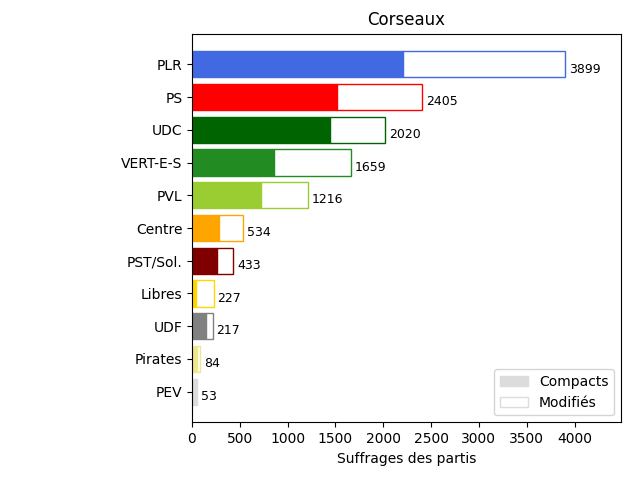 Corseaux
PLR 3899
PS 2405
UDC 2020
VERT-E-S 1659
PVL 1216
Centre 534
PST/Sol. 433
Libres 227
UDF 217
Pirates 84
PEV 53
Compacts
Modifiés
0 500 1000 1500 2000 2500 3000 3500 4000
Suffrages des partis